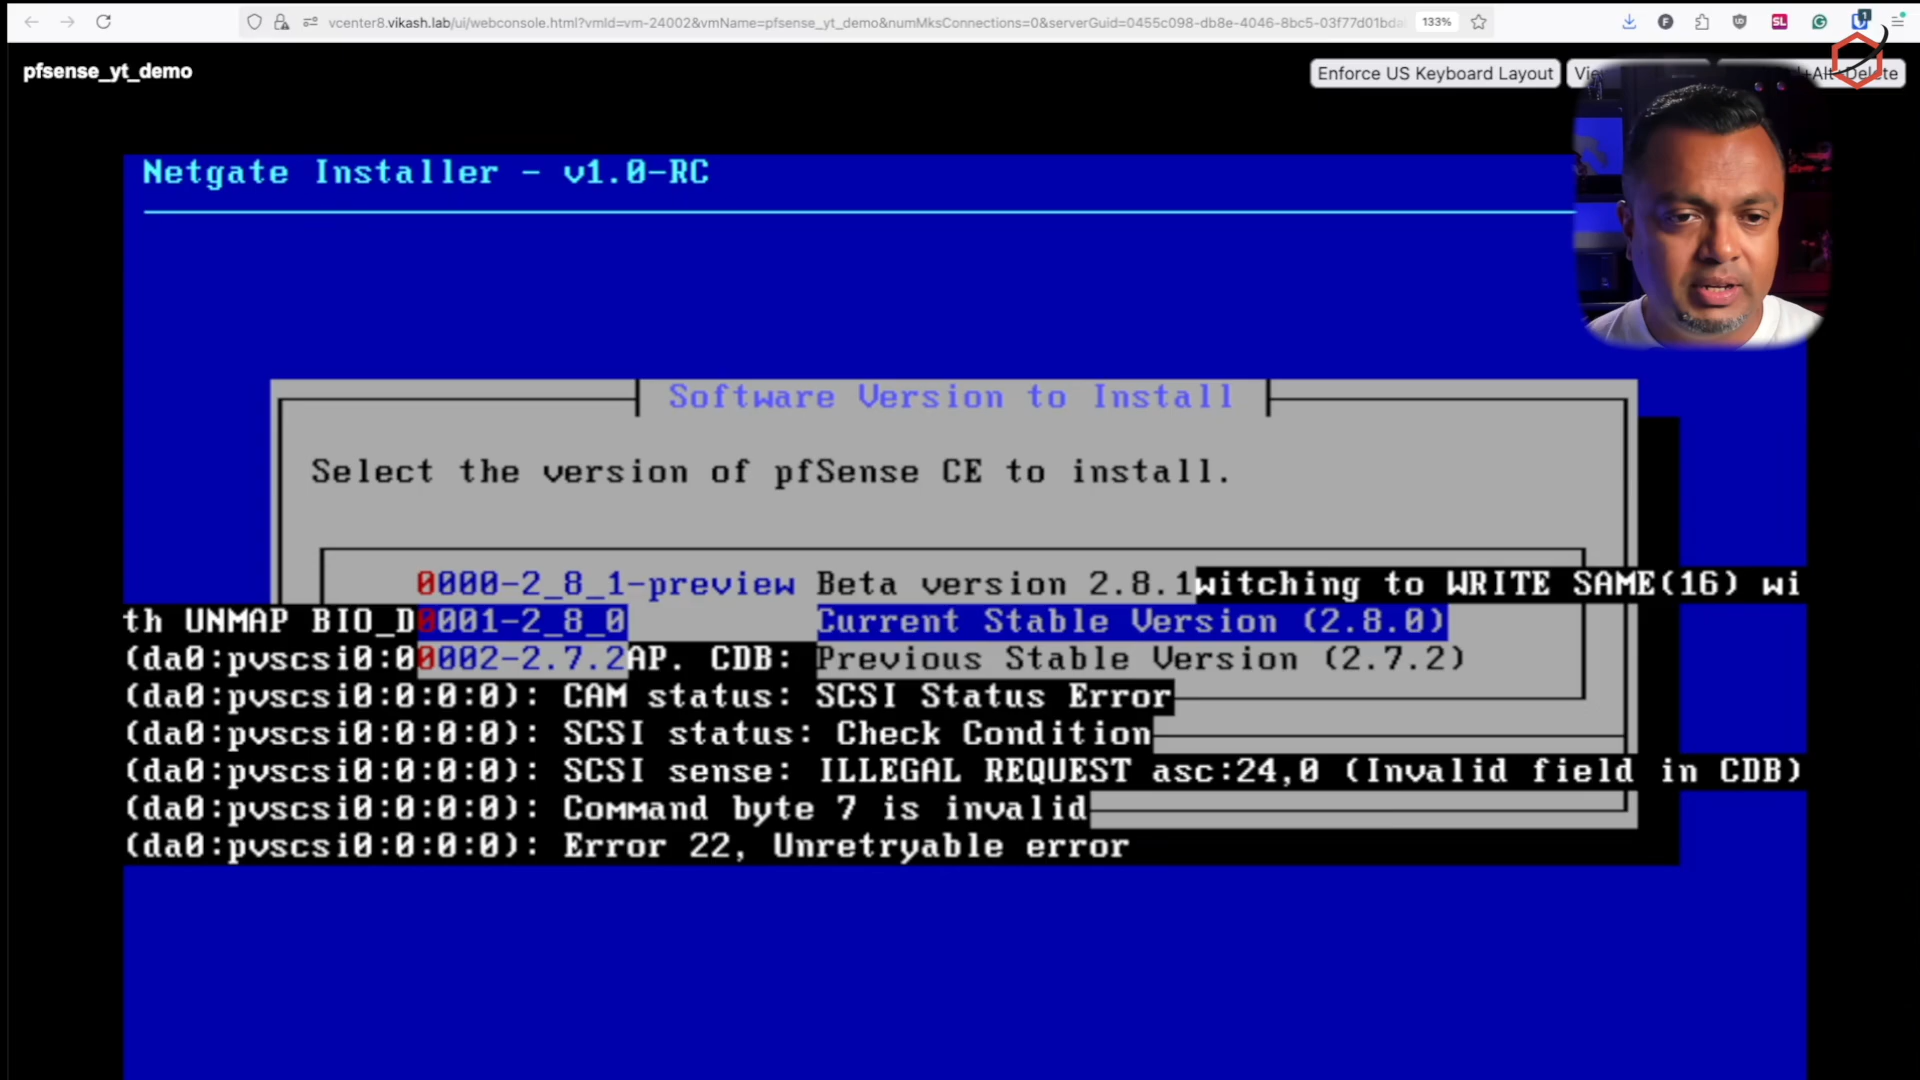 vcenter8.vikash.lab/ui/webconsole.html?vmId=vm-24002&vmName=pfsense_yt_demo&numMksConnections=0&serverGuid=0455c098-db8e-4046-8bc5-03f77d01bda
133%
pfsense_yt_demo
Enforce US Keyboard Layout
Vie
+Alt+Delete
Netgate Installer - v1.0-RC
Software Version to Install
Select the version of pfSense CE to install.
0000-2_8_1-preview Beta version 2.8.1witching to WRITE SAME(16) wi
th UNMAP BIO_D0001-2_8_0 Current Stable Version (2.8.0)
(da0:pvscsi0:00002-2.7.2AP. CDB: Previous Stable Version (2.7.2)
(da0:pvscsi0:0:0:0): CAM status: SCSI Status Error
(da0:pvscsi0:0:0:0): SCSI status: Check Condition
(da0:pvscsi0:0:0:0): SCSI sense: ILLEGAL REQUEST asc:24,0 (Invalid field in CDB)
(da0:pvscsi0:0:0:0): Command byte 7 is invalid
(da0:pvscsi0:0:0:0): Error 22, Unretryable error